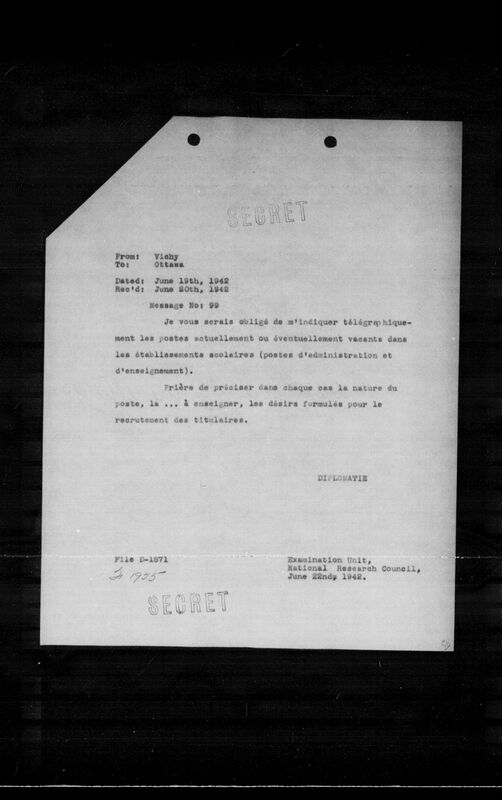 SECRET
From: Vichy
To: Ottawa
Dated: June 19th, 1942
Rec'd: June 20th, 1942
Message No: 99
Je vous serais obligé de m'indiquer télégraphique-
ment les postes actuellement ou éventuellement vacants dans
les établissements scolaires (postes d'administration et
d'enseignement).
Prière de préciser dans chaque cas la nature du
poste, la ... à enseigner, les désirs formulés pour le
recrutement des titulaires.
DIPLOMATIE
File D-1871
Examination Unit,
National Research Council,
June 22nd, 1942.
1935
SECRET